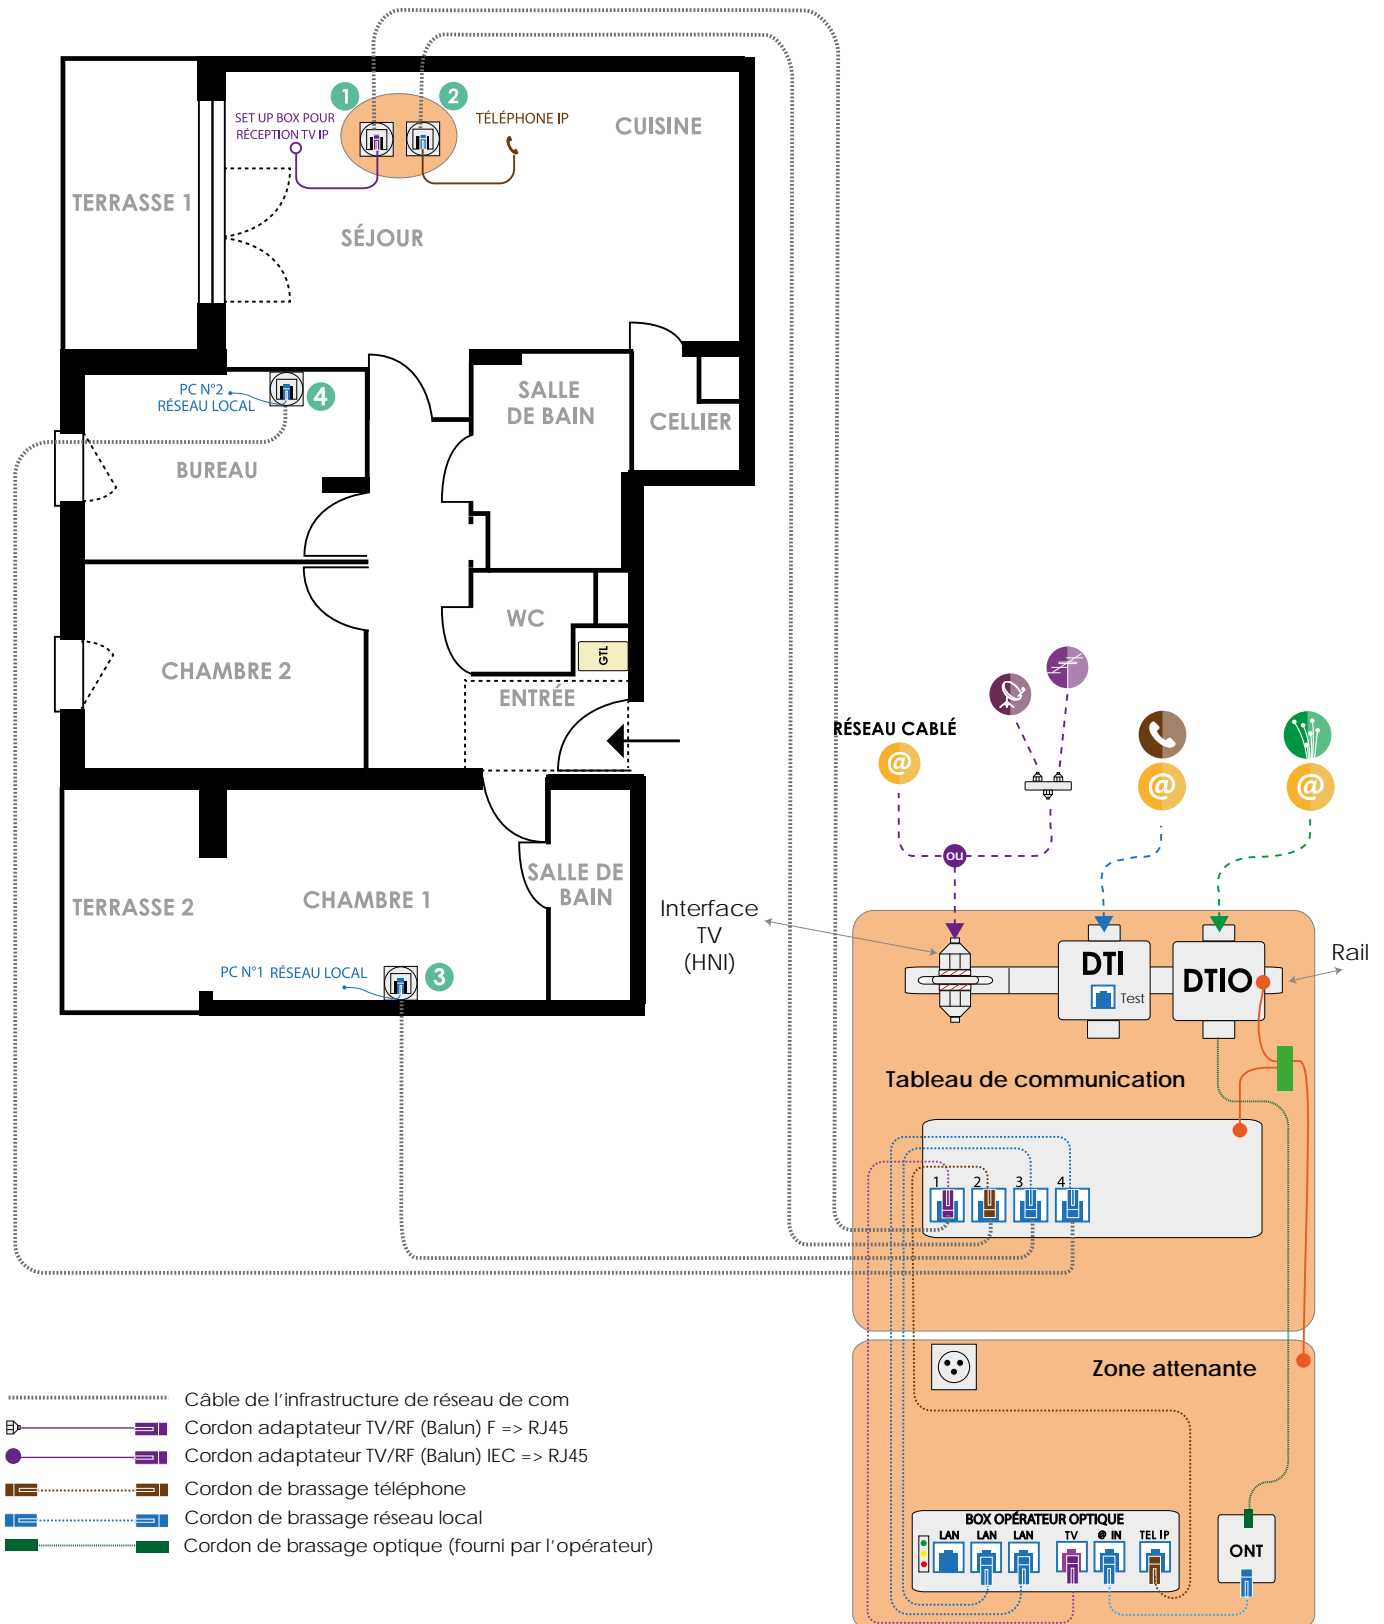 1
2
SET UP BOX POUR
RÉCEPTION TV IP
TÉLÉPHONE IP
CUISINE
TERRASSE 1
SÉJOUR
PC N°2
RÉSEAU LOCAL
4
SALLE
DE BAIN
CELLIER
BUREAU
WC
GTL
CHAMBRE 2
ENTRÉE
RÉSEAU CABLÉ
@
@
@
ou
SALLE DE
BAIN
CHAMBRE 1
TERRASSE 2
PC N°1 RÉSEAU LOCAL
3
Interface
TV
(HNI)
DTI
Test
DTIO
Rail
Tableau de communication
1
2
3
4
Zone attenante
Câble de l'infrastructure de réseau de com
Cordon adaptateur TV/RF (Balun) F => RJ45
Cordon adaptateur TV/RF (Balun) IEC => RJ45
Cordon de brassage téléphone
Cordon de brassage réseau local
Cordon de brassage optique (fourni par l'opérateur)
BOX OPÉRATEUR OPTIQUE
LAN LAN LAN TV @ IN TEL IP
ONT